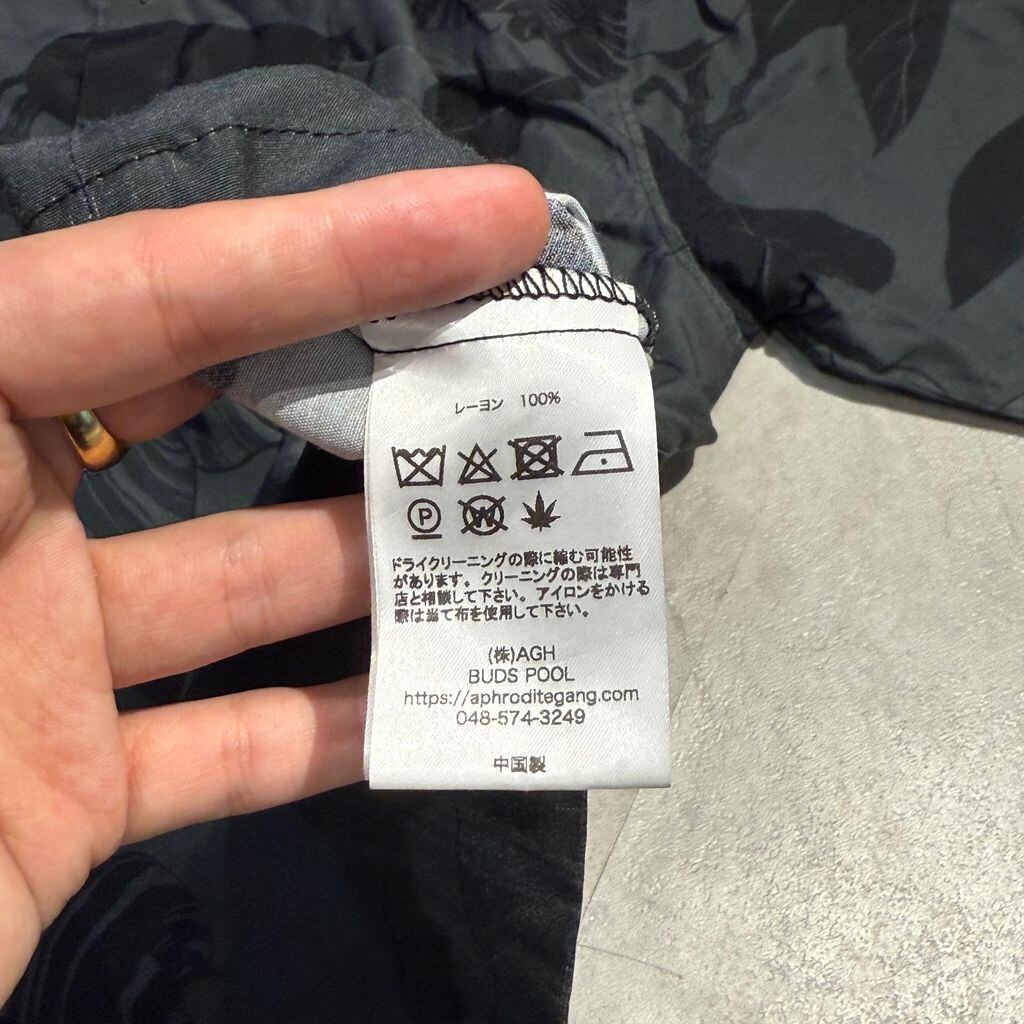 レーヨン 100%
P W
ドライクリーニングの際に縮む可能性
があります。クリーニングの際は専門
店と相談して下さい。アイロンをかける
際は当て布を使用して下さい。
(株)AGH
BUDS POOL
https://aphroditegang.com
048-574-3249
中国製